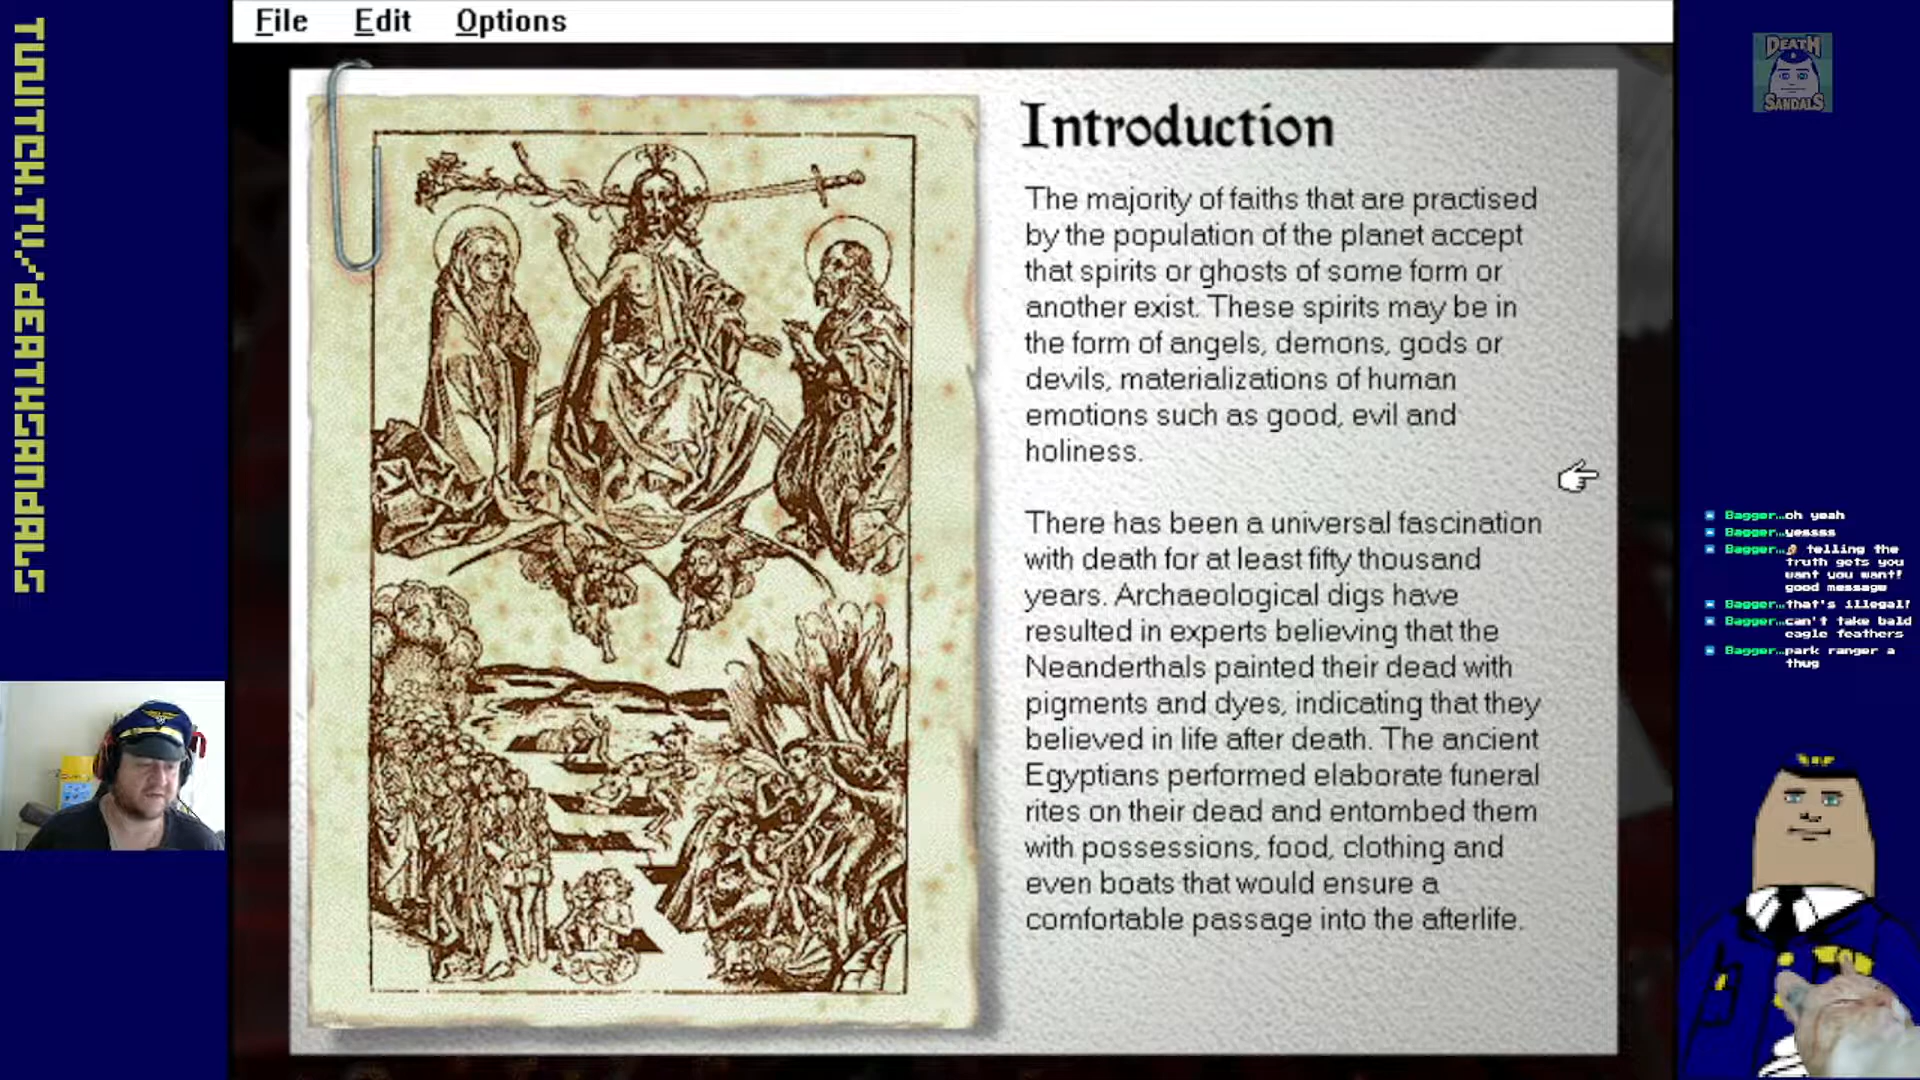 TWITCH.TV/DEATHSANDALS
File Edit Options
DEATH
SANDALS
Introduction
The majority of faiths that are practised
by the population of the planet accept
that spirits or ghosts of some form or
another exist. These spirits may be in
the form of angels, demons, gods or
devils, materializations of human
emotions such as good, evil and
holiness.
There has been a universal fascination
with death for at least fifty thousand
years. Archaeological digs have
resulted in experts believing that the
Neanderthals painted their dead with
pigments and dyes, indicating that they
believed in life after death. The ancient
Egyptians performed elaborate funeral
rites on their dead and entombed them
with possessions, food, clothing and
even boats that would ensure a
comfortable passage into the afterlife.
Bagger...oh yeah
Bagger...yessss
Bagger... telling the
truth gets you
want you want!
good message
Bagger...that's illegal!
Bagger...can't take bald
eagle feathers
Bagger...park ranger a
thug